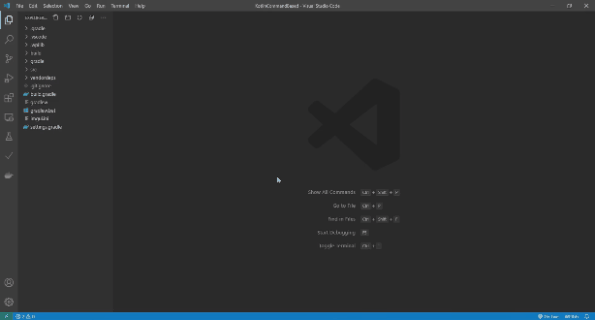 File Edit Selection View Go Run Terminal Help
KotlinCommandBased - Visual Studio Code
.gradle
.vscode
.wpilib
build
gradle
src
vendordeps
.gitignore
build.gradle
gradlew
gradlew.bat
settings.gradle
Show All Commands Ctrl + Shift + P
Go to File Ctrl + P
Find in Files Ctrl + Shift + F
Start Debugging F5
Toggle Terminal Ctrl +